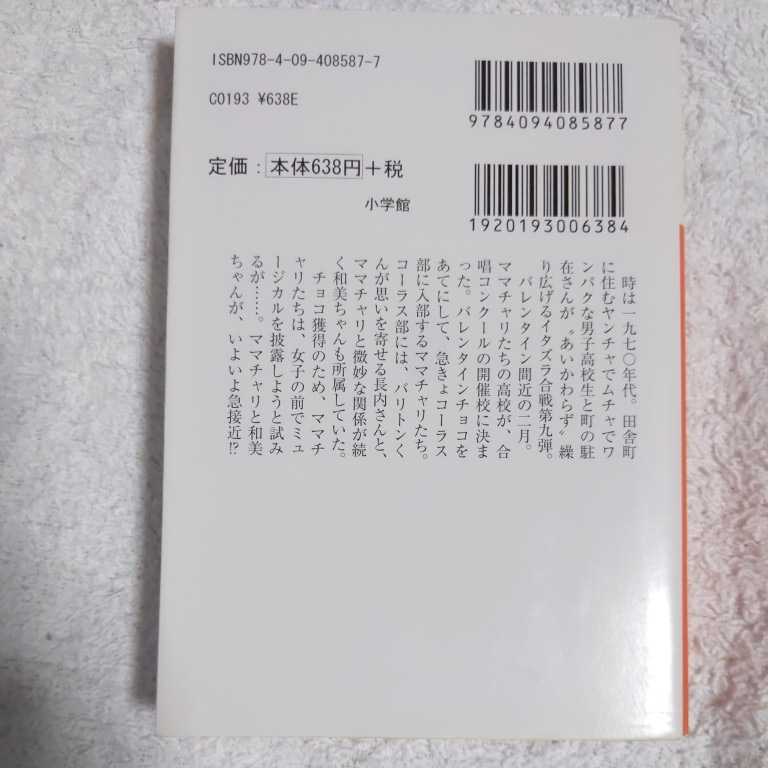 ISBN978-4-09-408587-7
C0193 ¥638E
定価：本体638円＋税
小学館
9784094085877
1920193006384
時は一九七〇年代。田舎町
に住むヤンチャでムチャでワ
ンパクな男子高校生と町の駐
在さんが〝あいかわらず〟繰
り広げるイタズラ合戦第九弾。
バレンタイン間近の二月。
ママチャリたちの高校が、合
唱コンクールの開催校に決ま
った。バレンタインチョコを
あてにして、急きょコーラス
部に入部するママチャリたち。
コーラス部には、バリトンく
んが思いを寄せる長内さんと、
ママチャリと微妙な関係が続
く和美ちゃんも所属していた。
チョコ獲得のため、ママチ
ャリたちは、女子の前でミュ
ージカルを披露しようと試み
るが……。ママチャリと和美
ちゃんが、いよいよ急接近!?